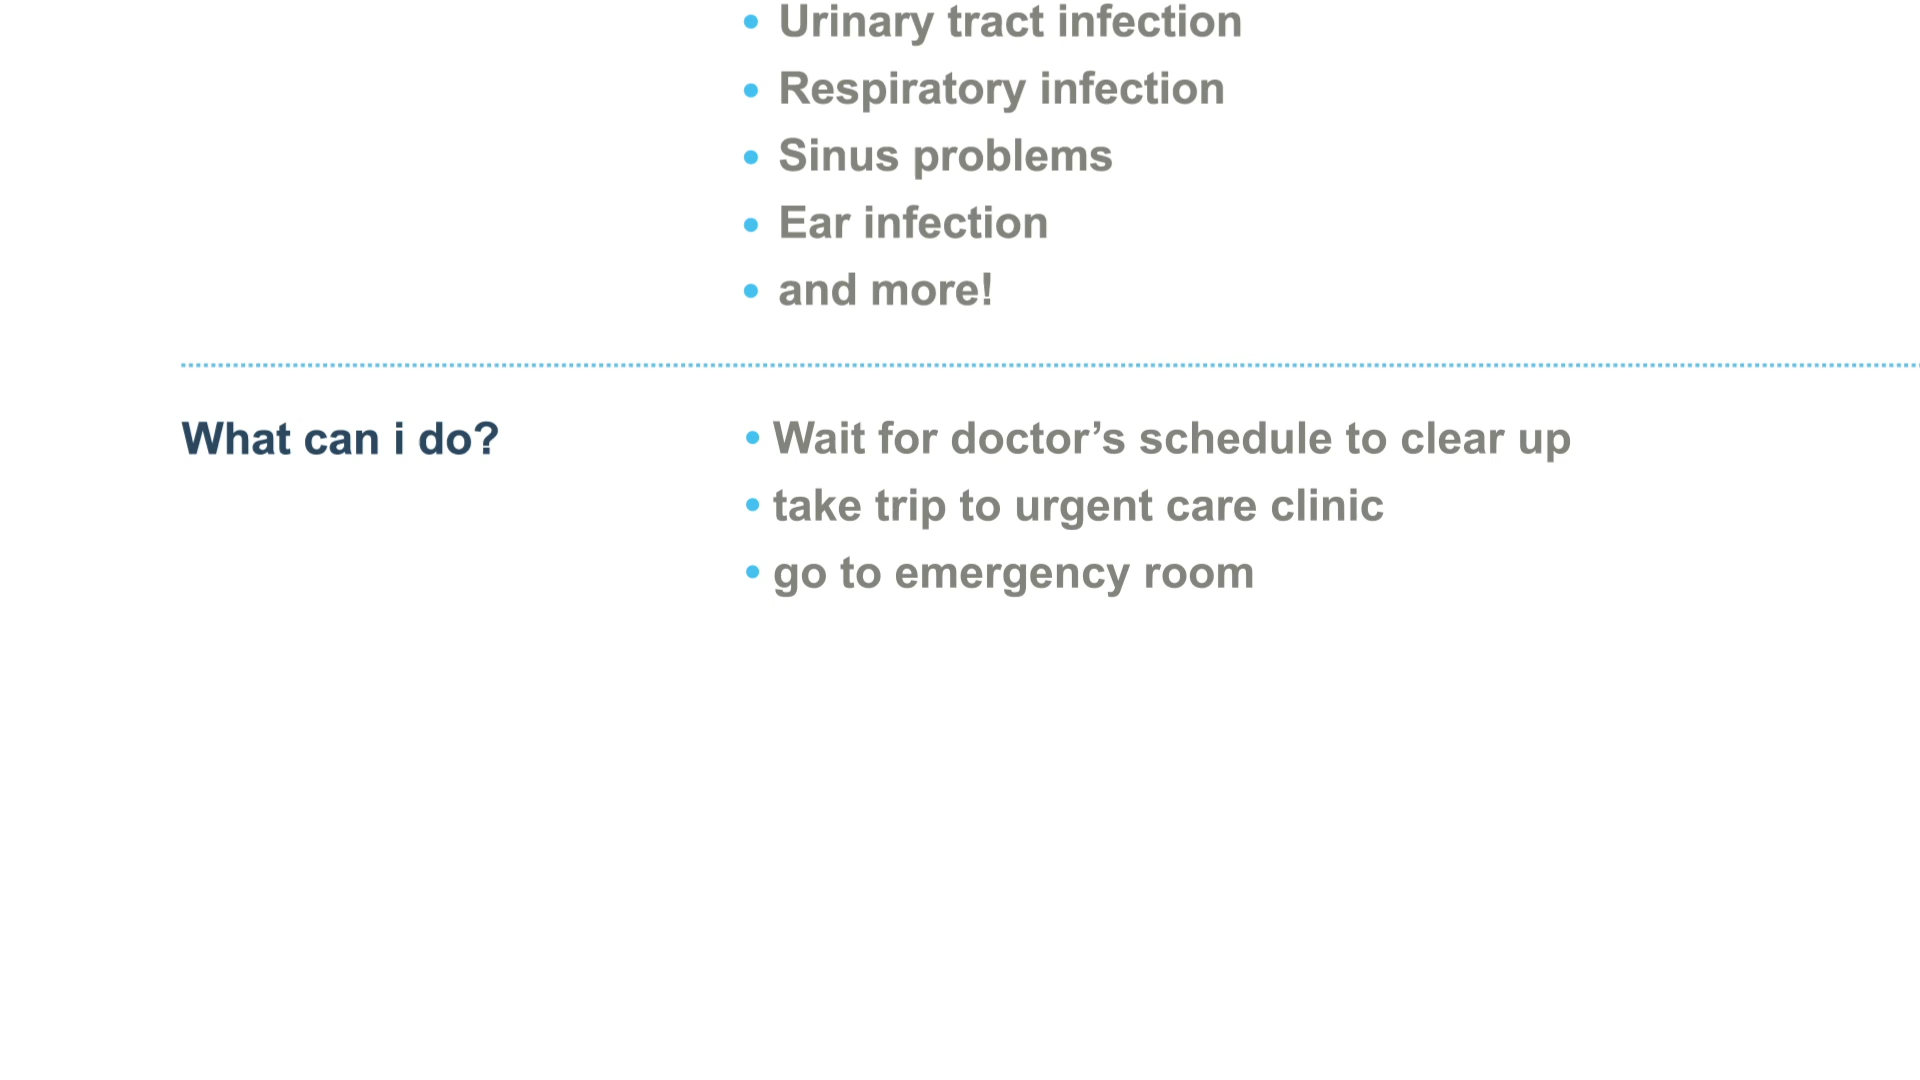 • Urinary tract infection
• Respiratory infection
• Sinus problems
• Ear infection
• and more!
What can i do?
• Wait for doctor’s schedule to clear up
• take trip to urgent care clinic
• go to emergency room